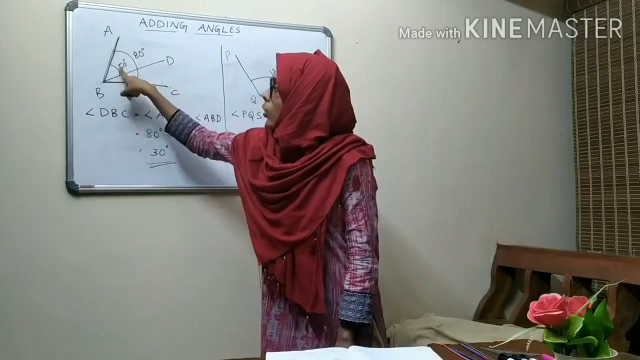 Made with KINEMASTER
ADDING ANGLES
A
80°
D
B
C
P
Q
∠DBC = ∠A
∠ABD
∠PQS
80°
30°